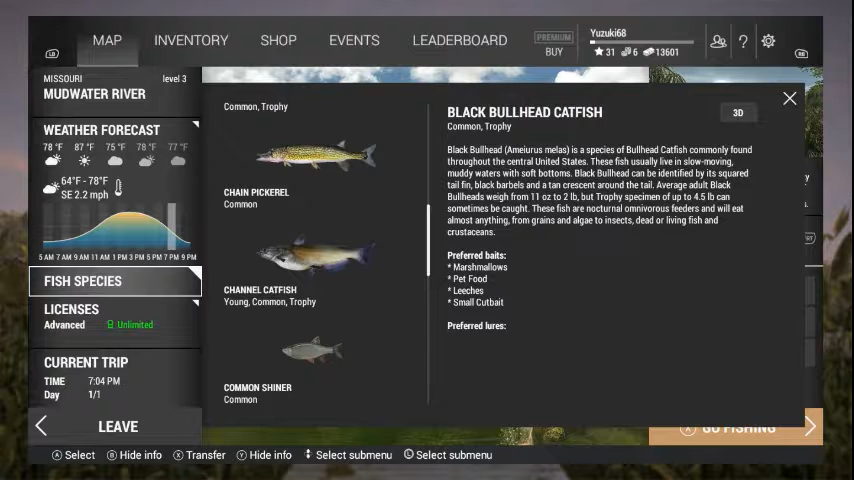 MAP INVENTORY SHOP EVENTS LEADERBOARD
PREMIUM
BUY
Yuzuki68
31 6 13601
?
LB
RB
MISSOURI level 3
MUDWATER RIVER
WEATHER FORECAST
78 °F 87 °F 75 °F 78 °F 77 °F
64°F - 78°F
SE 2.2 mph
5 AM 7 AM 9 AM 11 AM 1 PM 3 PM 5 PM 7 PM 9 PM
FISH SPECIES
LICENSES
Advanced Unlimited
CURRENT TRIP
TIME 7:04 PM
Day 1/1
LEAVE
Common, Trophy
CHAIN PICKEREL
Common
CHANNEL CATFISH
Young, Common, Trophy
COMMON SHINER
Common
BLACK BULLHEAD CATFISH
Common, Trophy
3D
Black Bullhead (Ameiurus melas) is a species of Bullhead Catfish commonly found
throughout the central United States. These fish usually live in slow-moving,
muddy waters with soft bottoms. Black Bullhead can be identified by its squared
tail fin, black barbels and a tan crescent around the tail. Average adult Black
Bullheads weigh from 11 oz to 2 lb, but Trophy specimen of up to 4.5 lb can
sometimes be caught. These fish are nocturnal omnivorous feeders and will eat
almost anything, from grains and algae to insects, dead or living fish and
crustaceans.
Preferred baits:
* Marshmallows
* Pet Food
* Leeches
* Small Cutbait
Preferred lures:
GO FISHING
A Select B Hide info X Transfer Y Hide info Select submenu L Select submenu